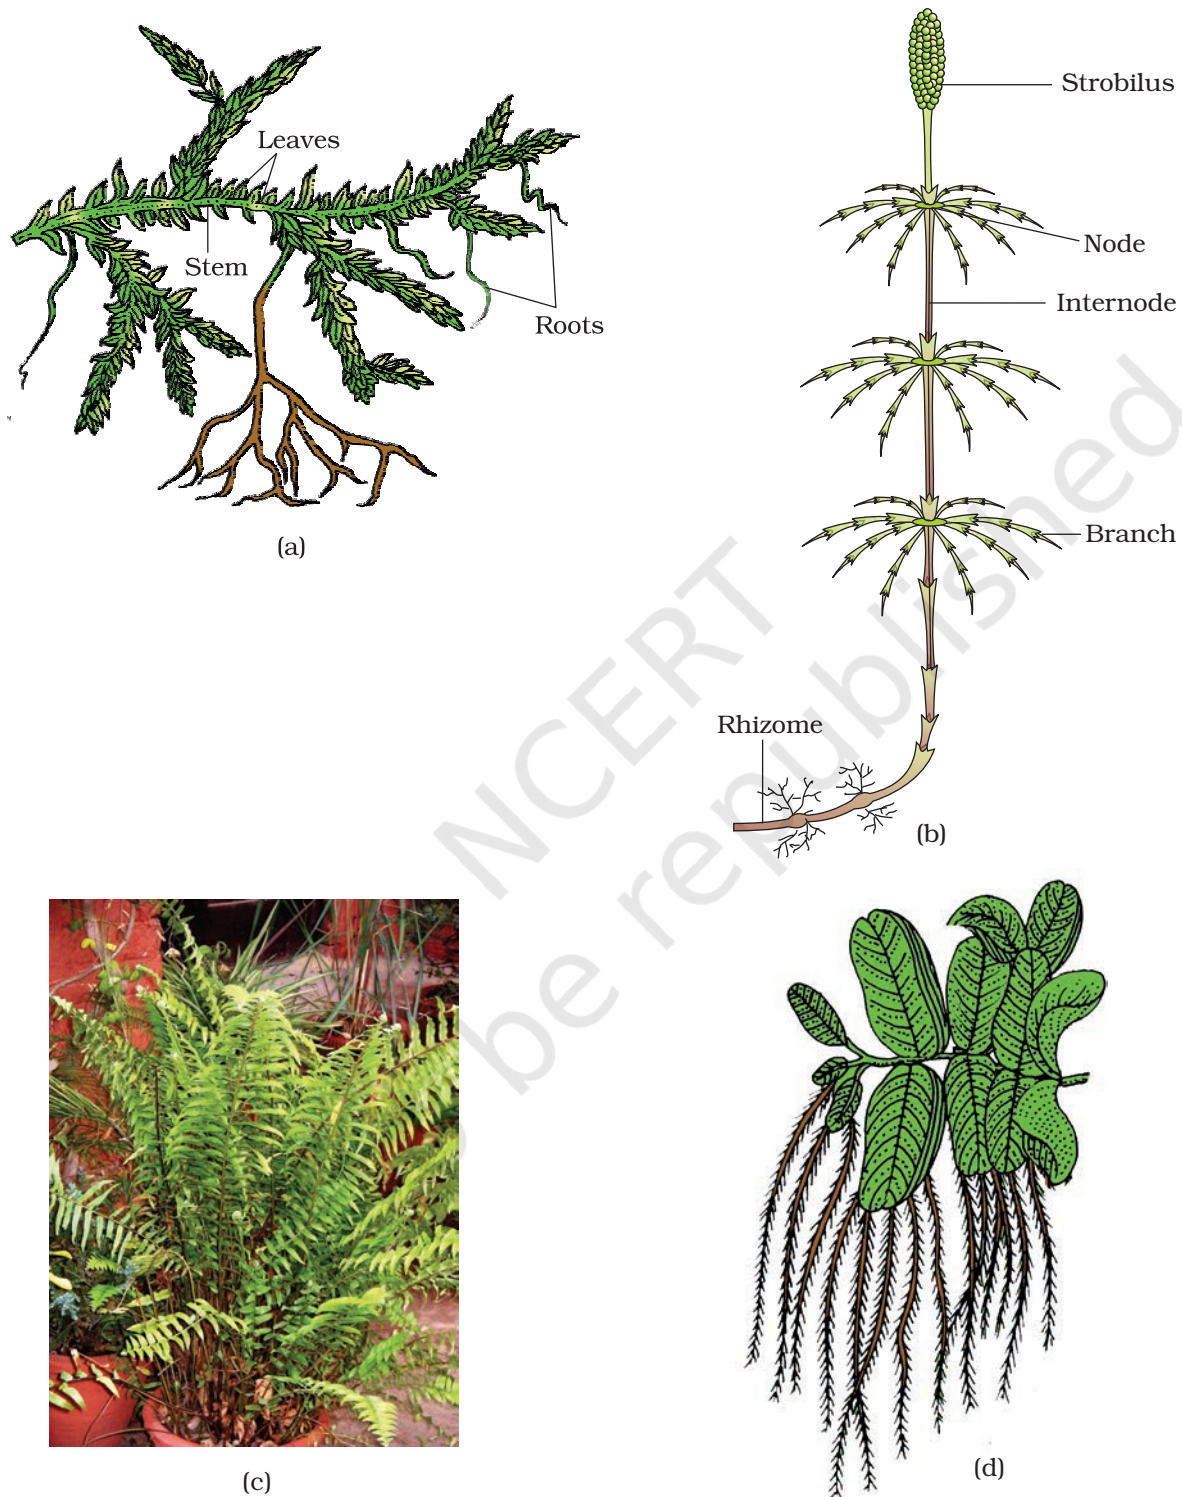 Leaves
Stem
Roots
(a)
Strobilus
Node
Internode
Branch
Rhizome
(b)
(c)
(d)
NCERT
be republished